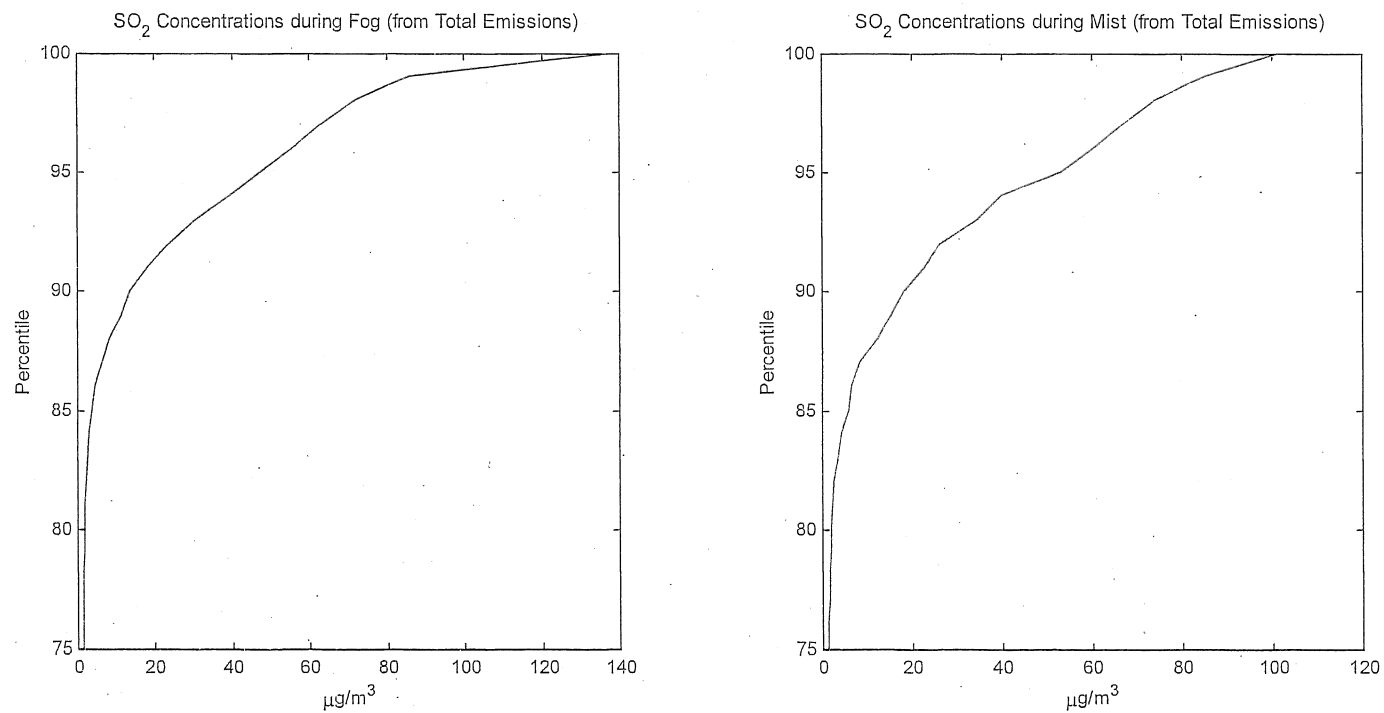 SO2 Concentrations during Fog (from Total Emissions)
100
95
90
85
80
75
Percentile
0 20 40 60 80 100 120 140
μg/m3
SO2 Concentrations during Mist (from Total Emissions)
100
95
90
85
80
75
Percentile
0 20 40 60 80 100 120
μg/m3